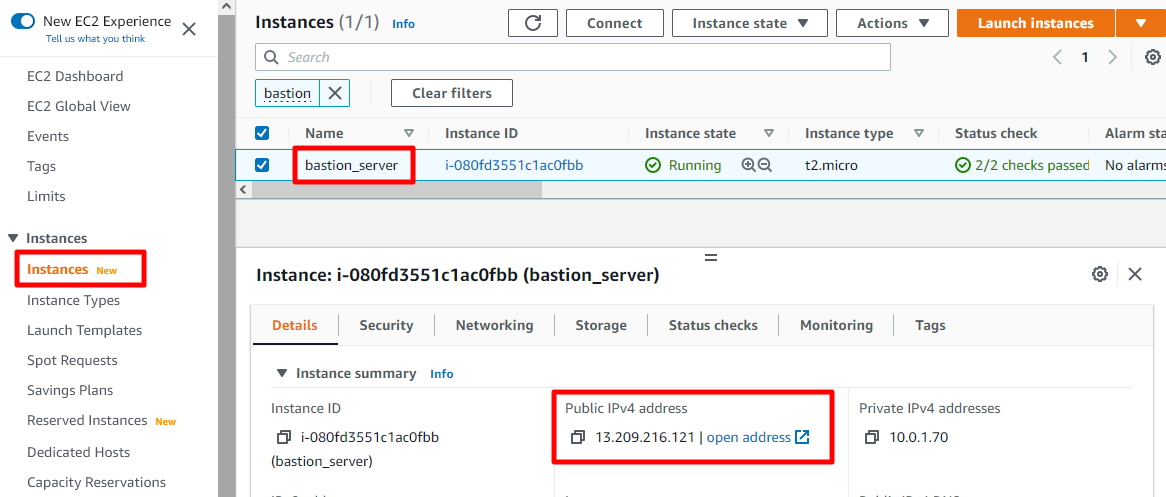 New EC2 Experience
Tell us what you think
EC2 Dashboard
EC2 Global View
Events
Tags
Limits
Instances
Instances New
Instance Types
Launch Templates
Spot Requests
Savings Plans
Reserved Instances New
Dedicated Hosts
Capacity Reservations
Instances (1/1) Info
Connect
Instance state
Actions
Launch instances
Search
1
bastion
Clear filters
Name Instance ID Instance state Instance type Status check Alarm sta
bastion_server i-080fd3551c1ac0fbb Running t2.micro 2/2 checks passed No alarms
Instance: i-080fd3551c1ac0fbb (bastion_server)
Details Security Networking Storage Status checks Monitoring Tags
Instance summary Info
Instance ID
i-080fd3551c1ac0fbb
(bastion_server)
Public IPv4 address
13.209.216.121 | open address
Private IPv4 addresses
10.0.1.70